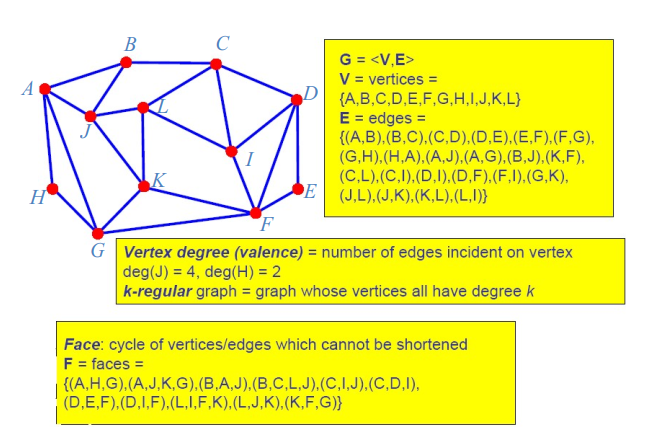 B
C
A
L
D
J
I
K
H
E
F
G
G = <V,E>
V = vertices =
{A,B,C,D,E,F,G,H,I,J,K,L}
E = edges =
{(A,B),(B,C),(C,D),(D,E),(E,F),(F,G),
(G,H),(H,A),(A,J),(A,G),(B,J),(K,F),
(C,L),(C,I),(D,I),(D,F),(F,I),(G,K),
(J,L),(J,K),(K,L),(L,I)}
Vertex degree (valence) = number of edges incident on vertex
deg(J) = 4, deg(H) = 2
k-regular graph = graph whose vertices all have degree k
Face: cycle of vertices/edges which cannot be shortened
F = faces =
{(A,H,G),(A,J,K,G),(B,A,J),(B,C,L,J),(C,I,J),(C,D,I),
(D,E,F),(D,I,F),(L,I,F,K),(L,J,K),(K,F,G)}